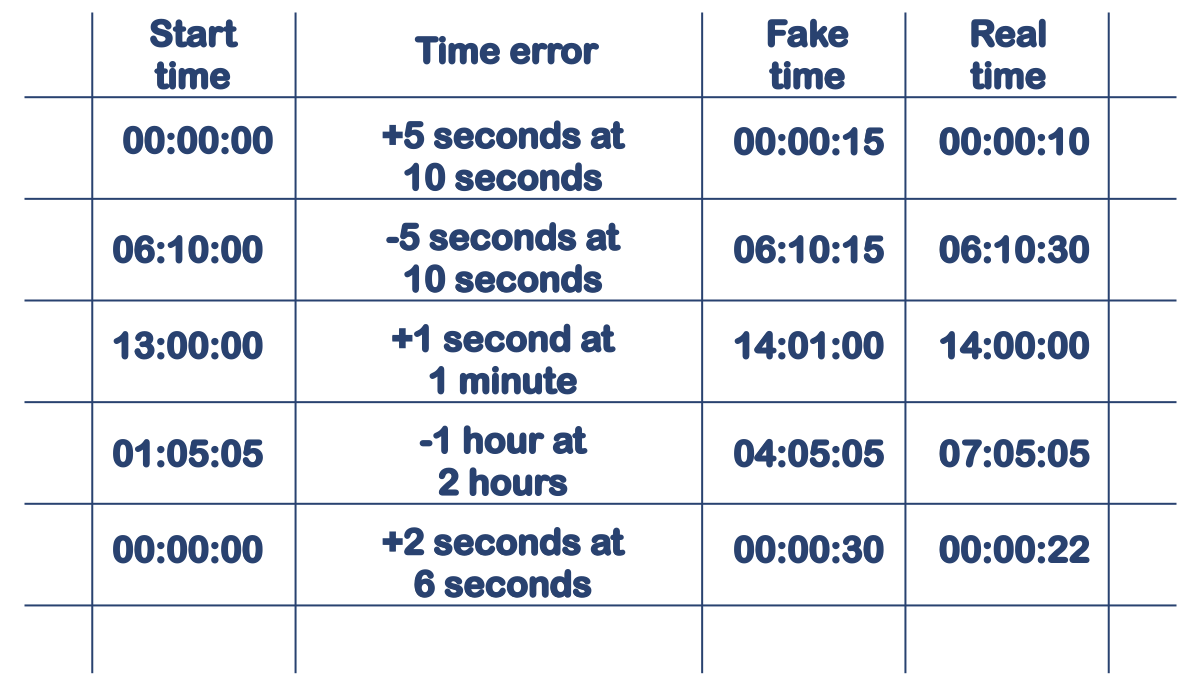 Start time
Time error
Fake time
Real time
00:00:00
+5 seconds at
10 seconds
00:00:15
00:00:10
06:10:00
-5 seconds at
10 seconds
06:10:15
06:10:30
13:00:00
+1 second at
1 minute
14:01:00
14:00:00
01:05:05
-1 hour at
2 hours
04:05:05
07:05:05
00:00:00
+2 seconds at
6 seconds
00:00:30
00:00:22